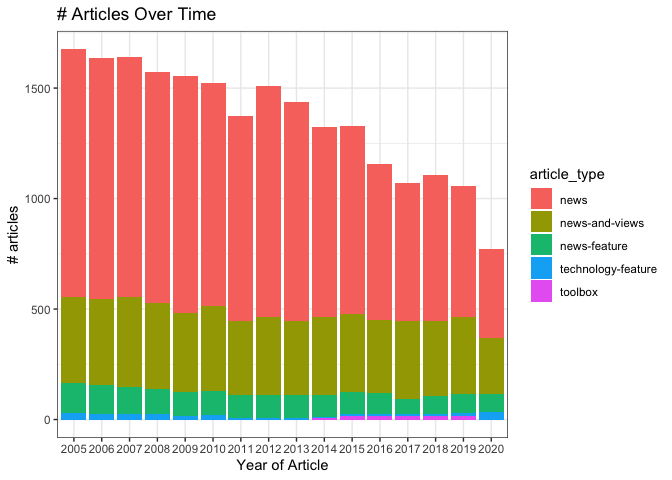 # Articles Over Time
# articles
1500
1000
500
0
2005 2006 2007 2008 2009 2010 2011 2012 2013 2014 2015 2016 2017 2018 2019 2020
Year of Article
article_type
news
news-and-views
news-feature
technology-feature
toolbox